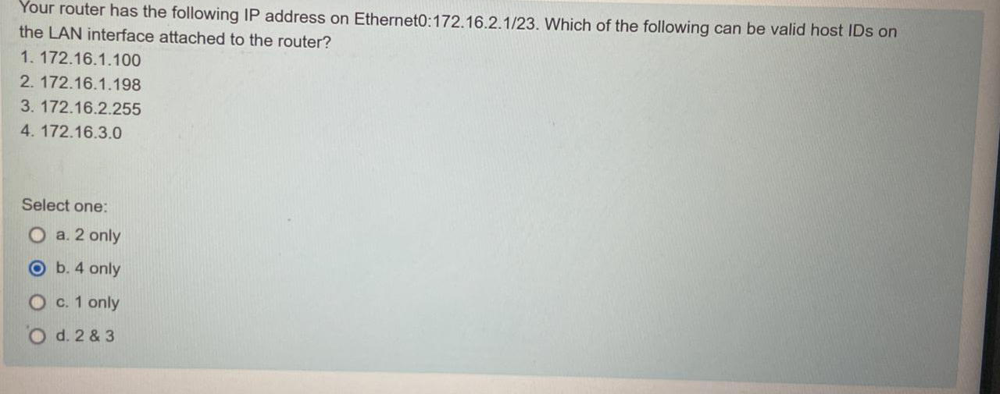 Your router has the following IP address on Ethernet0:172.16.2.1/23. Which of the following can be valid host IDs on
the LAN interface attached to the router?
1. 172.16.1.100
2. 172.16.1.198
3. 172.16.2.255
4. 172.16.3.0
Select one:
a. 2 only
b. 4 only
c. 1 only
d. 2 & 3